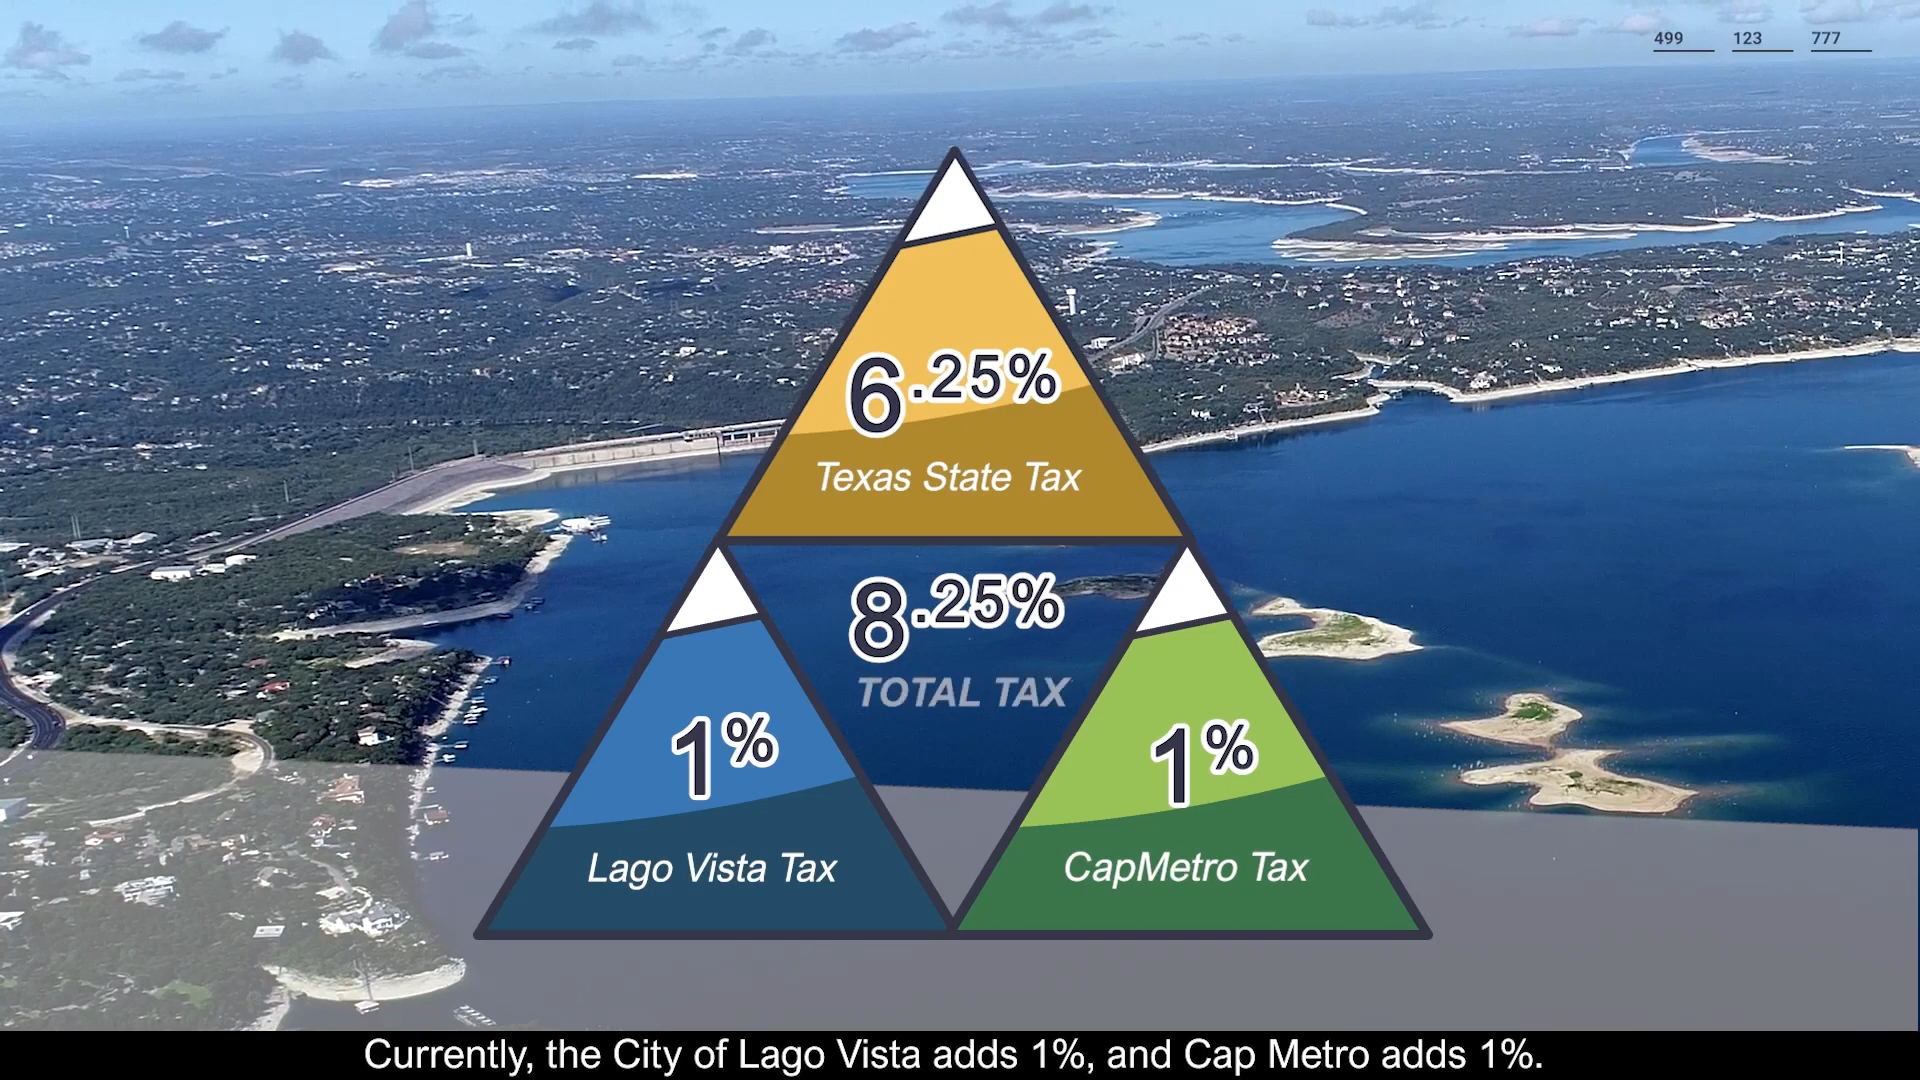 499 123 777
6.25%
Texas State Tax
8.25%
TOTAL TAX
1%
Lago Vista Tax
1%
CapMetro Tax
Currently, the City of Lago Vista adds 1%, and Cap Metro adds 1%.